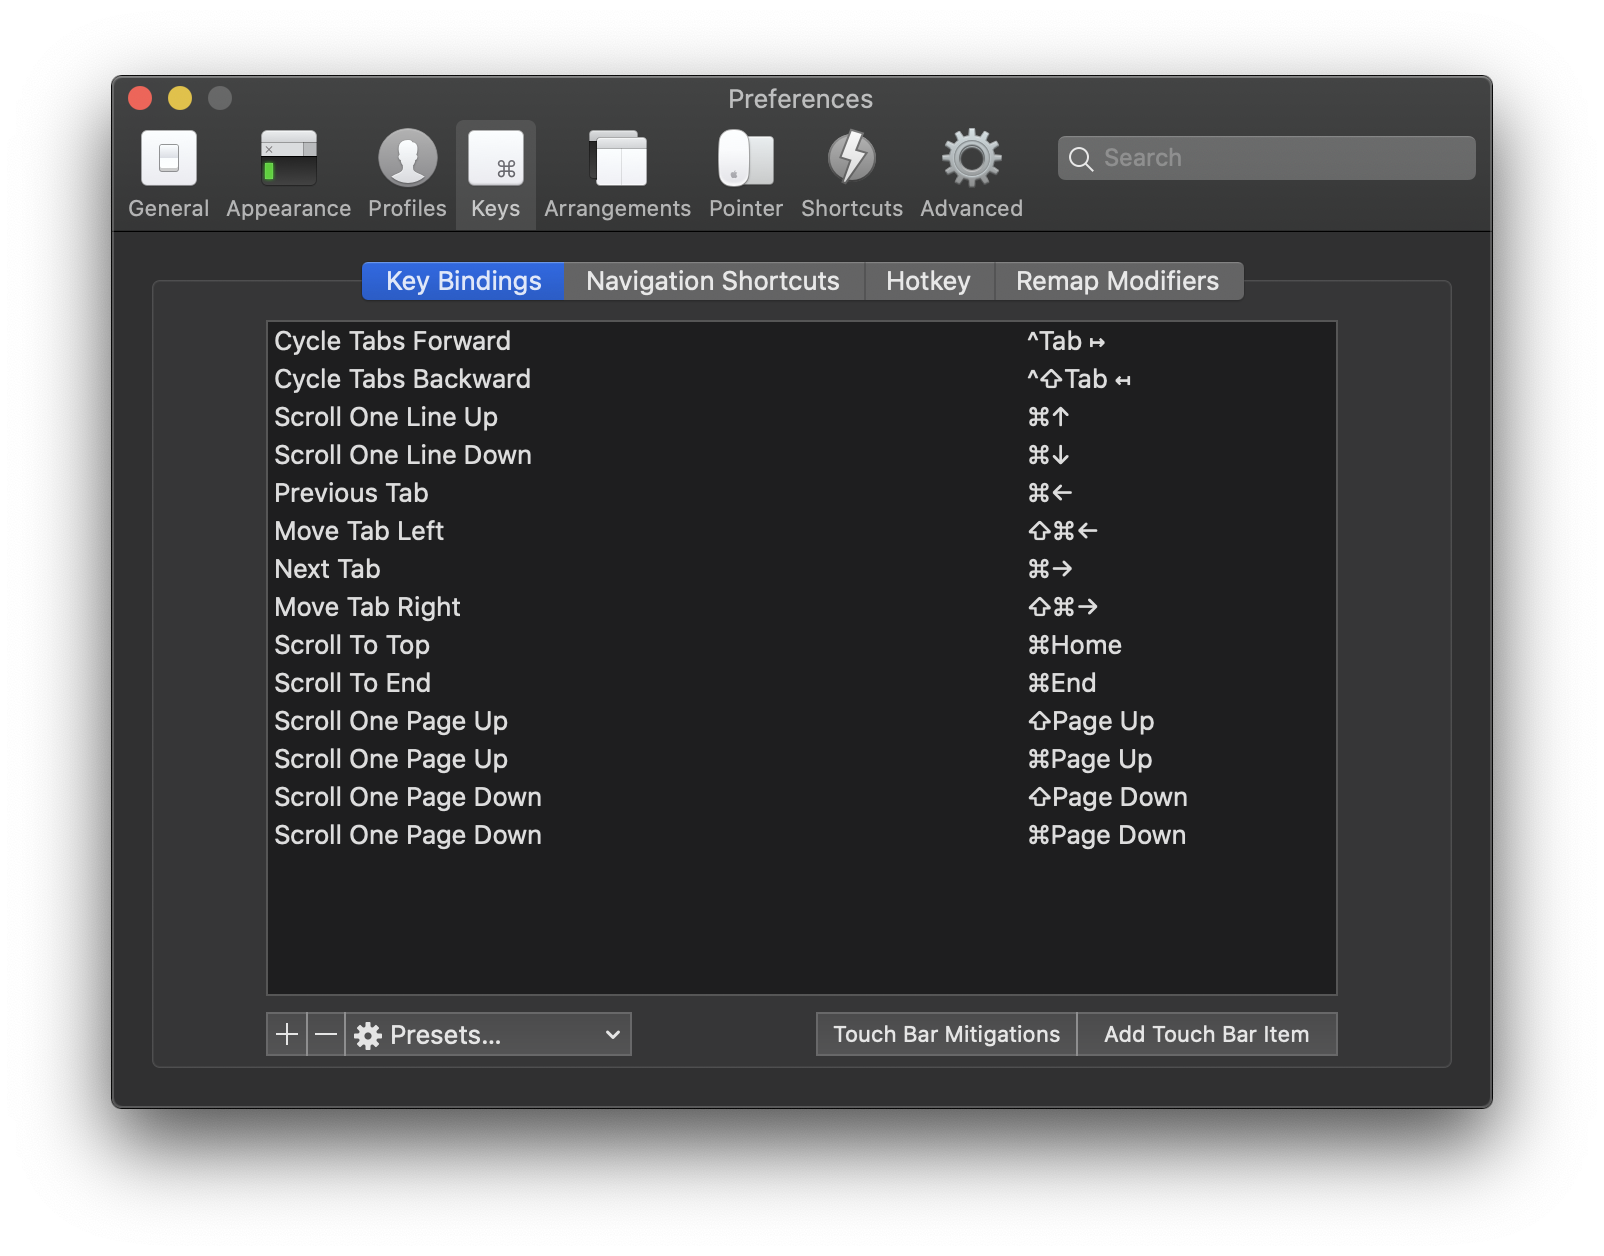 Preferences
General Appearance Profiles Keys Arrangements Pointer Shortcuts Advanced Search
Key Bindings Navigation Shortcuts Hotkey Remap Modifiers
Cycle Tabs Forward ^Tab ↦
Cycle Tabs Backward ^⇧Tab ↤
Scroll One Line Up ⌘↑
Scroll One Line Down ⌘↓
Previous Tab ⌘←
Move Tab Left ⇧⌘←
Next Tab ⌘→
Move Tab Right ⇧⌘→
Scroll To Top ⌘Home
Scroll To End ⌘End
Scroll One Page Up ⇧Page Up
Scroll One Page Up ⌘Page Up
Scroll One Page Down ⇧Page Down
Scroll One Page Down ⌘Page Down
Presets... Touch Bar Mitigations Add Touch Bar Item